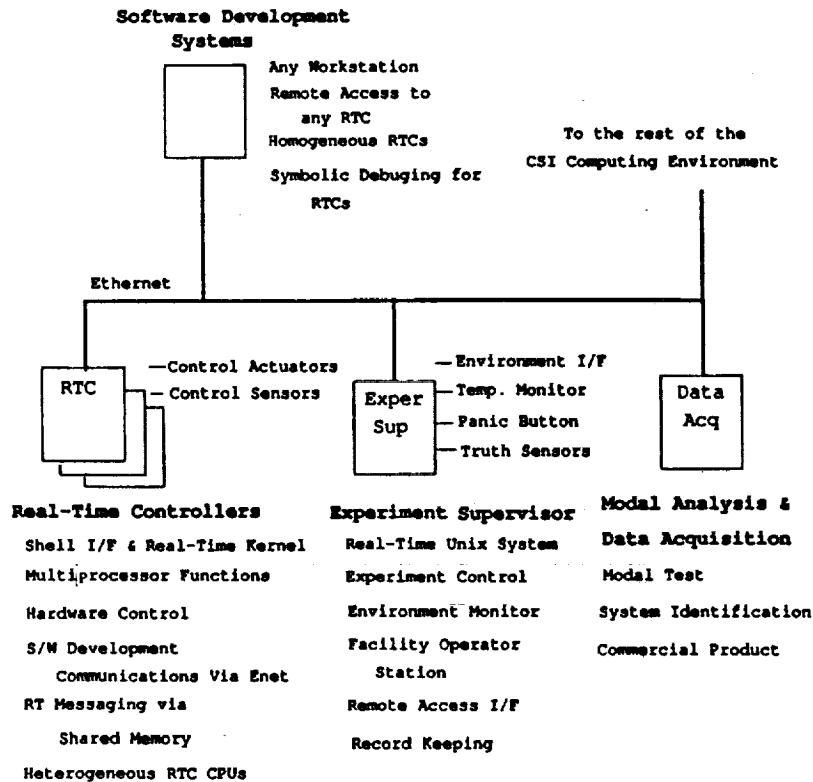 Software Development
Systems
Any Workstation
Remote Access to
any RTC
Homogeneous RTCs
Symbolic Debuging for
RTCs
To the rest of the
CSI Computing Environment
Ethernet
RTC
Control Actuators
Control Sensors
Exper
Sup
Environment I/F
Temp. Monitor
Panic Button
Truth Sensors
Data
Acq
Real-Time Controllers
Shell I/F & Real-Time Kernel
Multiprocessor Functions
Hardware Control
S/W Development
Communications Via Enet
RT Messaging via
Shared Memory
Heterogeneous RTC CPUs
Experiment Supervisor
Real-Time Unix System
Experiment Control
Environment Monitor
Facility Operator
Station
Remote Access I/F
Record Keeping
Modal Analysis &
Data Acquisition
Modal Test
System Identification
Commercial Product